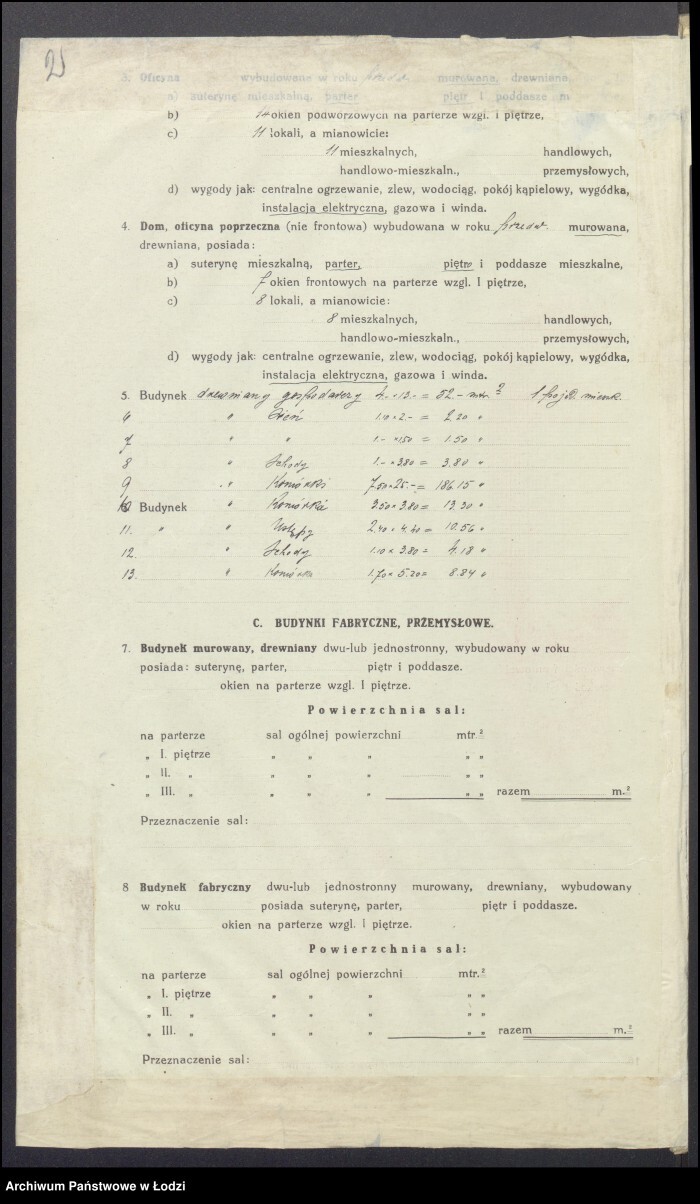 2
3. Oficyna wybudowana w roku murowana, drewniana,
a) suterynę mieszkalną, parter piętr i poddasze m
b) 14 okien podwórzowych na parterze wzgl. i piętrze,
c) 11 lokali, a mianowicie:
11 mieszkalnych, handlowych,
handlowo-mieszkaln., przemysłowych,
d) wygody jak: centralne ogrzewanie, zlew, wodociąg, pokój kąpielowy, wygódka,
instalacja elektryczna, gazowa i winda.
4. Dom, oficyna poprzeczna (nie frontowa) wybudowana w roku murowana,
drewniana, posiada:
a) suterynę mieszkalną, parter, piętro i poddasze mieszkalne,
b) 7 okien frontowych na parterze wzgl. I piętrze,
c) 8 lokali, a mianowicie:
8 mieszkalnych, handlowych,
handlowo-mieszkaln., przemysłowych,
d) wygody jak: centralne ogrzewanie, zlew, wodociąg, pokój kąpielowy, wygódka,
instalacja elektryczna, gazowa i winda.
5. Budynek drewniany gospodarczy 4.- × 13.- = 52.- mtr.² 1
6 " 1.10 × 2.- = 2.20 "
7 " " 1.- × 1.50 = 1.50 "
8 " Schody 1.- × 3.80 = 3.80 "
9 " Komórki 7.50 × 25.- = 186.15 "
10 Budynek " Komórka 3.50 × 3.80 = 13.30 "
11. " " Ustępy 2.40 × 4.40 = 10.56 "
12. " Schody 1.10 × 3.80 = 4.18 "
13. " Komórka 1.70 × 5.20 = 8.84 "
C. BUDYNKI FABRYCZNE, PRZEMYSŁOWE.
7. Budynek murowany, drewniany dwu-lub jednostronny, wybudowany w roku
posiada: suterynę, parter, piętr i poddasze.
okien na parterze wzgl. I piętrze.
Powierzchnia sal:
na parterze sal ogólnej powierzchni mtr.²
„ I. piętrze „ „ „ „ „
„ II. „ „ „ „ „ „
„ III. „ „ „ „ „ „ razem m.²
Przeznaczenie sal:
8 Budynek fabryczny dwu-lub jednostronny murowany, drewniany, wybudowany
w roku posiada suterynę, parter, piętr i poddasze.
okien na parterze wzgl. I piętrze.
Powierzchnia sal:
na parterze sal ogólnej powierzchni mtr.²
„ I. piętrze „ „ „ „ „
„ II. „ „ „ „ „ „
„ III. „ „ „ „ „ „ razem m.²
Przeznaczenie sal:
Archiwum Państwowe w Łodzi